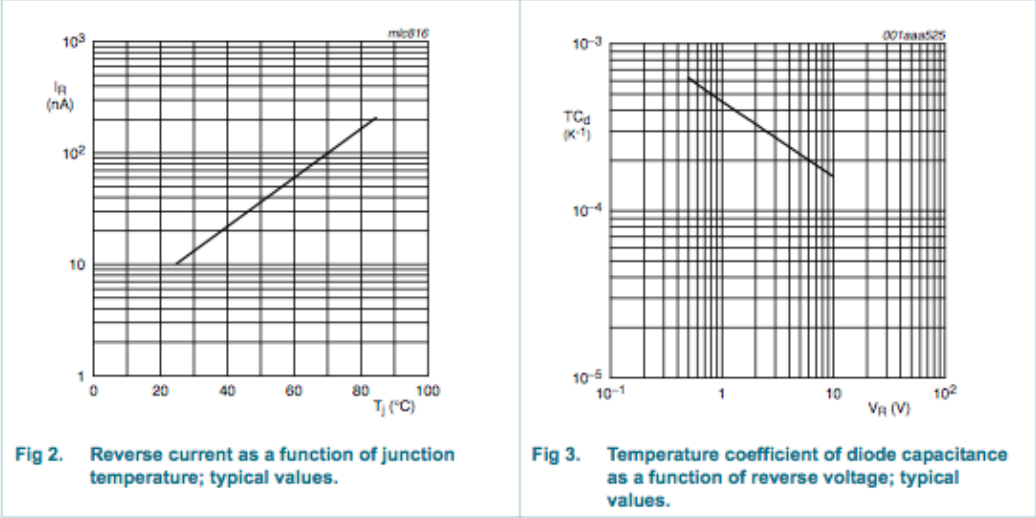 mlc816
10³
I_R
(nA)
10²
10
1
0 20 40 60 80 100
T_j (°C)
Fig 2. Reverse current as a function of junction
temperature; typical values.
001aaa525
10⁻³
TC_d
(K⁻¹)
10⁻⁴
10⁻⁵
10⁻¹ 1 10 10²
V_R (V)
Fig 3. Temperature coefficient of diode capacitance
as a function of reverse voltage; typical
values.